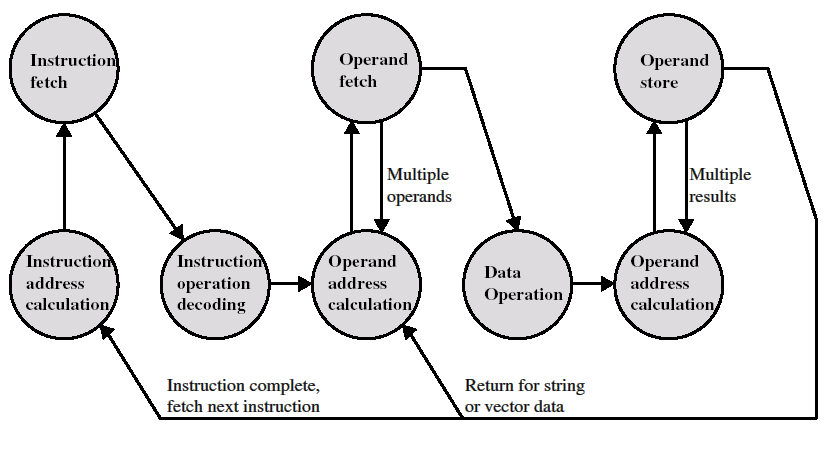 Instruction
fetch
Operand
fetch
Operand
store
Multiple
operands
Multiple
results
Instruction
address
calculation
Instruction
operation
decoding
Operand
address
calculation
Data
Operation
Operand
address
calculation
Instruction complete,
fetch next instruction
Return for string
or vector data